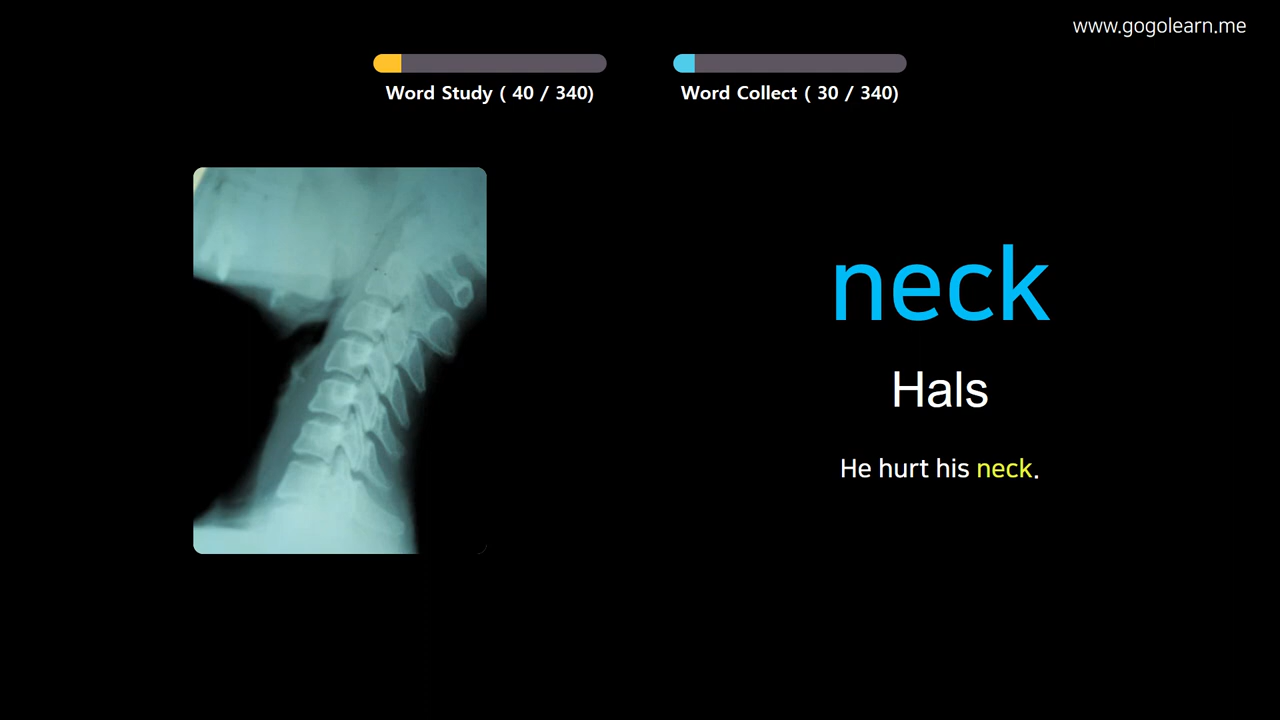 www.gogolearn.me
Word Study ( 40 / 340)
Word Collect ( 30 / 340)
neck
Hals
He hurt his neck.